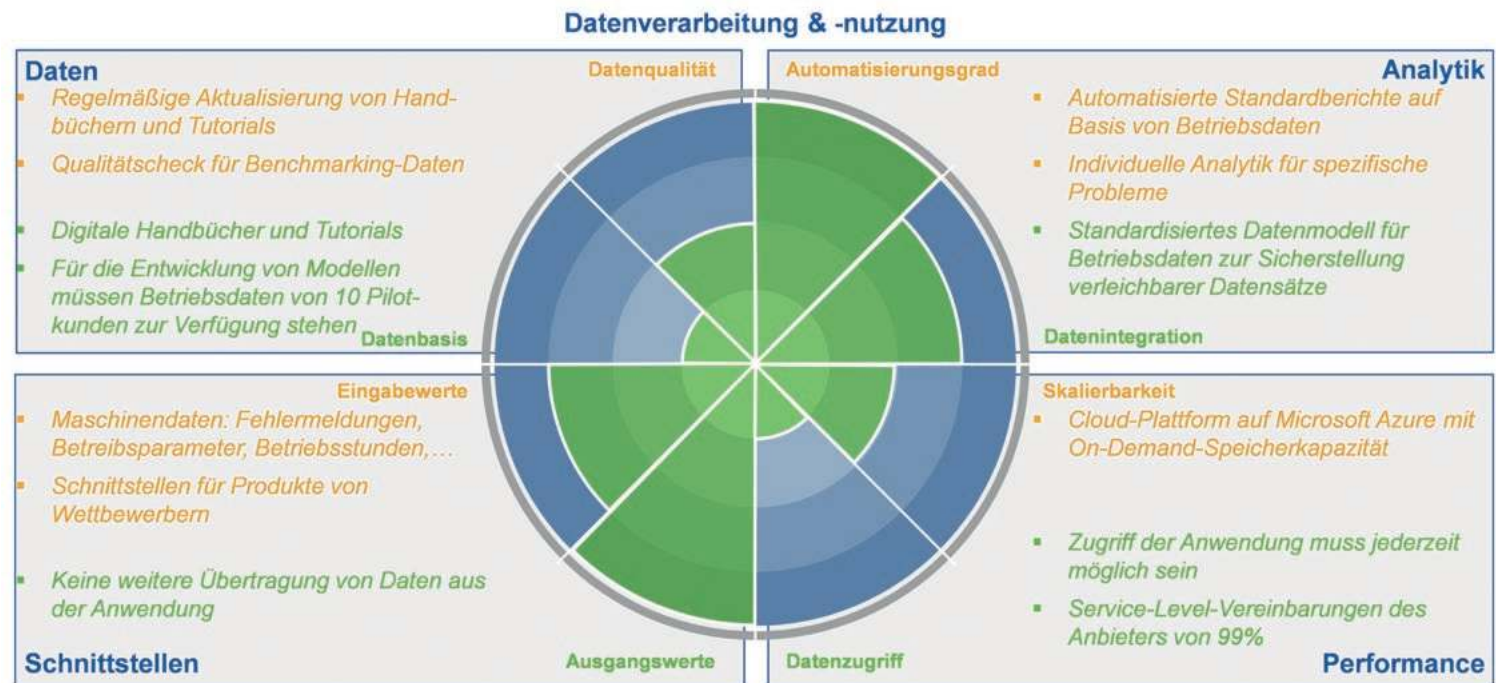 Datenverarbeitung & -nutzung
Daten
Datenqualität
▪ Regelmäßige Aktualisierung von Hand-
büchern und Tutorials
▪ Qualitätscheck für Benchmarking-Daten
▪ Digitale Handbücher und Tutorials
▪ Für die Entwicklung von Modellen
müssen Betriebsdaten von 10 Pilot-
kunden zur Verfügung stehen
Datenbasis
Automatisierungsgrad
Analytik
▪ Automatisierte Standardberichte auf
Basis von Betriebsdaten
▪ Individuelle Analytik für spezifische
Probleme
▪ Standardisiertes Datenmodell für
Betriebsdaten zur Sicherstellung
verleichbarer Datensätze
Datenintegration
Eingabewerte
▪ Maschinendaten: Fehlermeldungen,
Betreibsparameter, Betriebsstunden,…
▪ Schnittstellen für Produkte von
Wettbewerbern
▪ Keine weitere Übertragung von Daten aus
der Anwendung
Schnittstellen
Ausgangswerte
Skalierbarkeit
▪ Cloud-Plattform auf Microsoft Azure mit
On-Demand-Speicherkapazität
▪ Zugriff der Anwendung muss jederzeit
möglich sein
▪ Service-Level-Vereinbarungen des
Anbieters von 99%
Datenzugriff
Performance